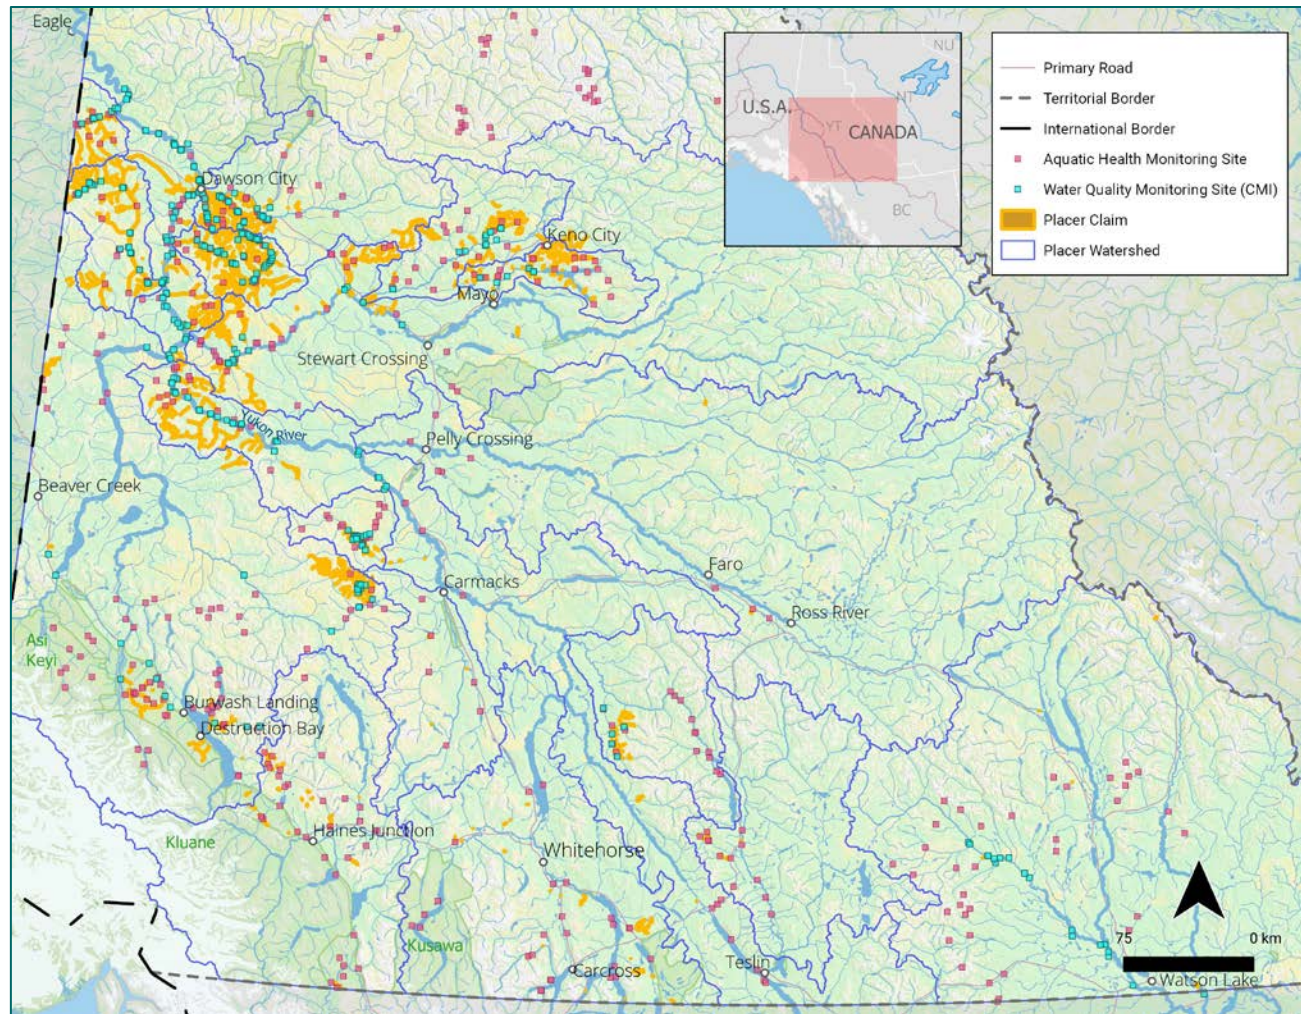 Eagle
U.S.A.
NU
NT
YT
CANADA
BC
Primary Road
Territorial Border
International Border
Aquatic Health Monitoring Site
Water Quality Monitoring Site (CMI)
Placer Claim
Placer Watershed
Dawson City
Keno City
Mayo
Stewart Crossing
Yukon River
Pelly Crossing
Beaver Creek
Faro
Carmacks
Ross River
Asi
Keyi
Burwash Landing
Destruction Bay
Haines Junction
Kluane
Whitehorse
Kusawa
Carcross
Teslin
75
0 km
Watson Lake